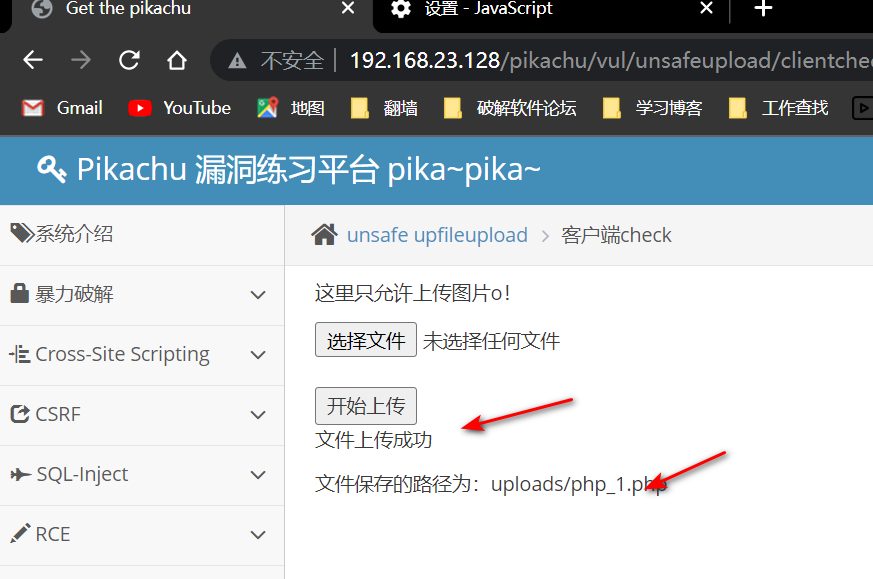 Get the pikachu
设置 - JavaScript
不安全 192.168.23.128/pikachu/vul/unsafeupload/clientche
Gmail YouTube 地图 翻墙 破解软件论坛 学习博客 工作查找
Pikachu 漏洞练习平台 pika~pika~
系统介绍
暴力破解
Cross-Site Scripting
CSRF
SQL-Inject
RCE
unsafe upfileupload > 客户端check
这里只允许上传图片o!
选择文件 未选择任何文件
开始上传
文件上传成功
文件保存的路径为：uploads/php_1.php